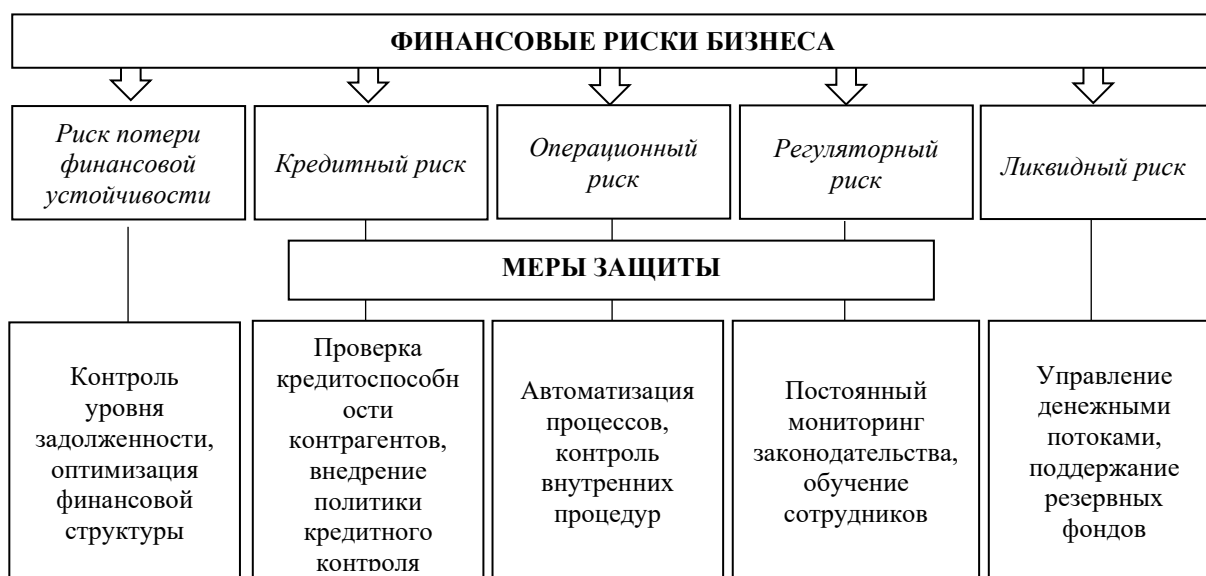 ФИНАНСОВЫЕ РИСКИ БИЗНЕСА
Риск потери
финансовой
устойчивости
Кредитный риск
Операционный
риск
Регуляторный
риск
Ликвидный риск
МЕРЫ ЗАЩИТЫ
Контроль
уровня
задолженности,
оптимизация
финансовой
структуры
Проверка
кредитоспособн
ости
контрагентов,
внедрение
политики
кредитного
контроля
Автоматизация
процессов,
контроль
внутренних
процедур
Постоянный
мониторинг
законодательства,
обучение
сотрудников
Управление
денежными
потоками,
поддержание
резервных
фондов